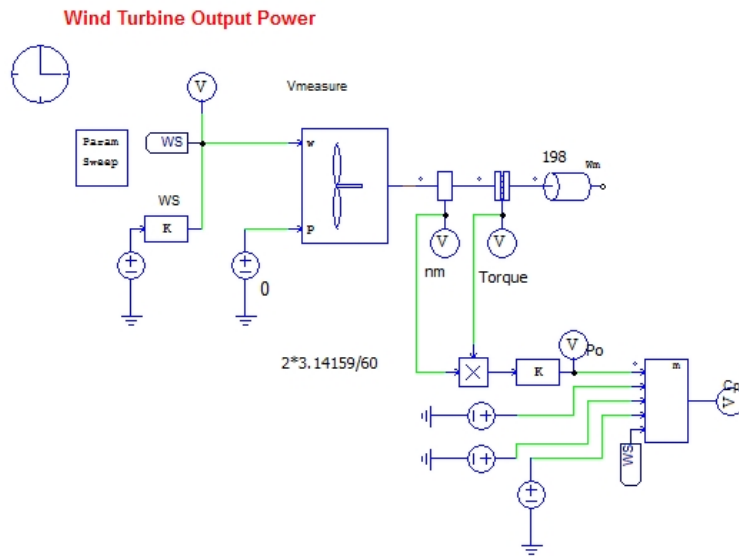 Wind Turbine Output Power
V
Vmeasure
Param
Sweep
WS
w
198
Wm
WS
K
P
V
V
0
nm
Torque
V
Po
2*3.14159/60
K
m
Cp
V
WS